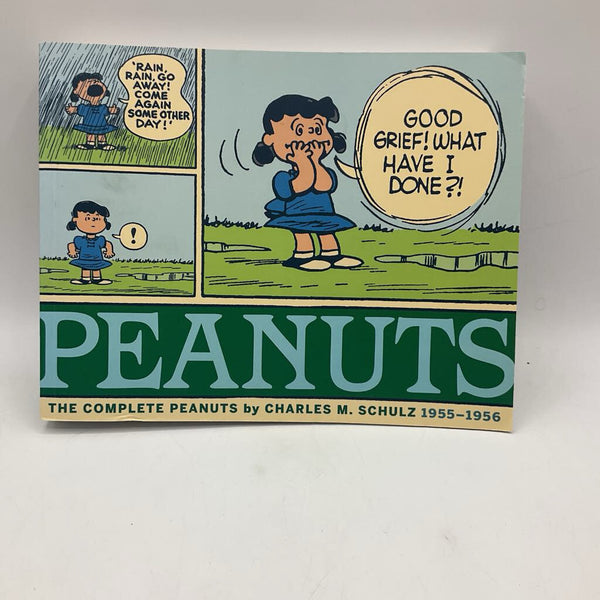 'RAIN,
RAIN, GO
AWAY!
COME
AGAIN
SOME OTHER
DAY!'
!
GOOD
GRIEF! WHAT
HAVE I
DONE?!
PEANUTS
THE COMPLETE PEANUTS by CHARLES M. SCHULZ 1955–1956